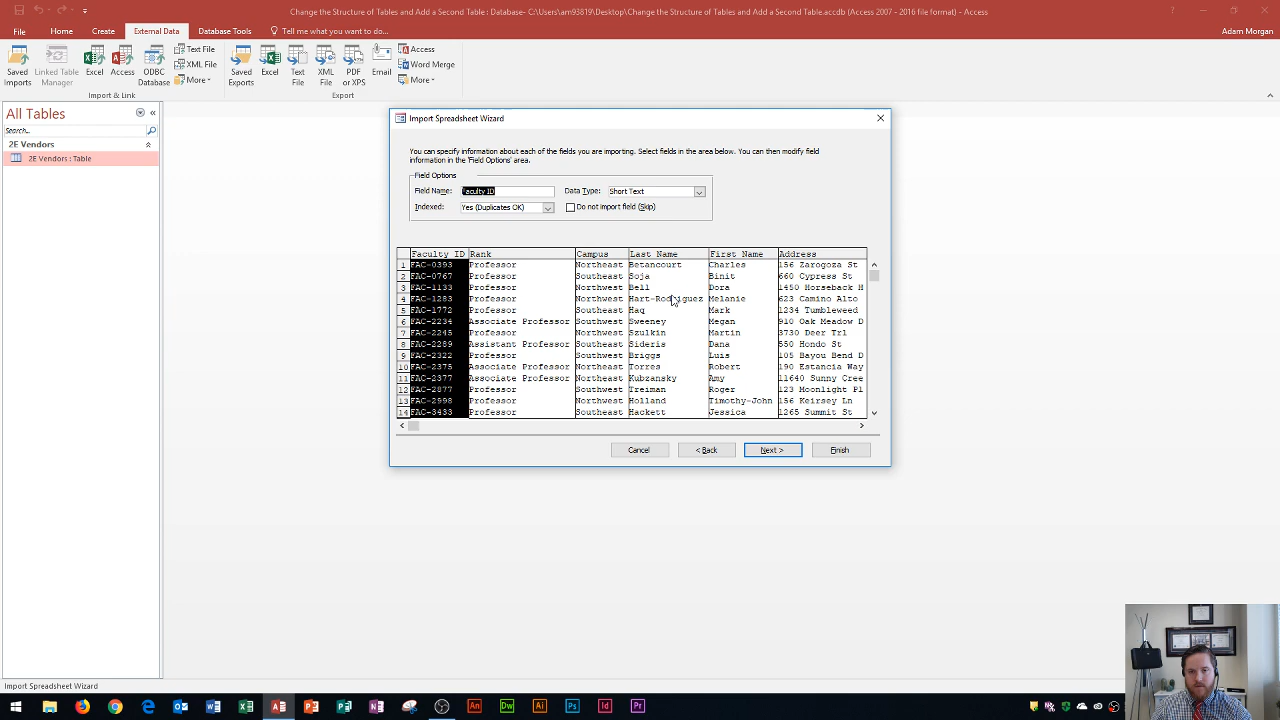 Change the Structure of Tables and Add a Second Table : Database- C:\Users\am93819\Desktop\Change the Structure of Tables and Add a Second Table.accdb (Access 2007 - 2016 file format) - Access
File Home Create External Data Database Tools Tell me what you want to do... Adam Morgan
Saved Imports
Linked Table Manager
Excel
Access
ODBC Database
Text File
XML File
More
Saved Exports
Excel
Text File
XML File
PDF or XPS
Email
Access
Word Merge
More
Import & Link
Export
All Tables
Search...
2E Vendors
2E Vendors : Table
Import Spreadsheet Wizard
You can specify information about each of the fields you are importing. Select fields in the area below. You can then modify field
information in the 'Field Options' area.
Field Options
Field Name: Faculty ID Data Type: Short Text
Indexed: Yes (Duplicates OK) Do not import field (Skip)
Faculty ID Rank Campus Last Name First Name Address
1 FAC-0393 Professor Northeast Betancourt Charles 156 Zarogoza St
2 FAC-0767 Professor Southeast Soja Binit 660 Cypress St
3 FAC-1133 Professor Northwest Bell Dora 1450 Horseback H
4 FAC-1283 Professor Northwest Hart-Rodriguez Melanie 623 Camino Alto
5 FAC-1772 Professor Southwest Haq Mark 1234 Tumbleweed
6 FAC-2234 Associate Professor Southwest Sweeney Megan 910 Oak Meadow D
7 FAC-2245 Professor Northwest Szulkin Martin 3730 Deer Trl
8 FAC-2289 Assistant Professor Southwest Sideris Dana 550 Hondo St
9 FAC-2322 Professor Southwest Briggs Luis 105 Bayou Bend D
10 FAC-2375 Associate Professor Northeast Torres Robert 190 Estancia Way
11 FAC-2377 Associate Professor Northeast Kubzansky Amy 11640 Sunny Cree
12 FAC-2877 Professor Southwest Treiman Roger 123 Moonlight Pl
13 FAC-2998 Professor Northwest Holland Timothy-John 156 Keirsey Ln
14 FAC-3433 Professor Southeast Hackett Jessica 1265 Summit St
Cancel < Back Next > Finish
Import Spreadsheet Wizard
An Dw Ai Ps Id Pr